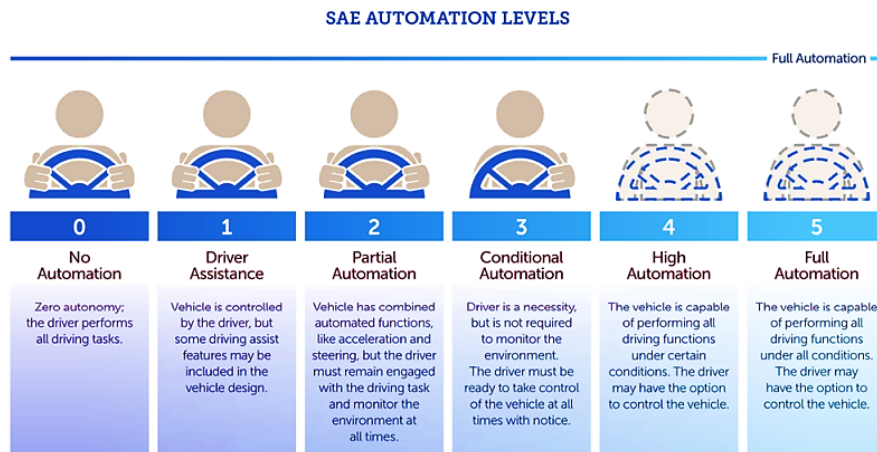 SAE AUTOMATION LEVELS
Full Automation
0
No
Automation
Zero autonomy;
the driver performs
all driving tasks.
1
Driver
Assistance
Vehicle is controlled
by the driver, but
some driving assist
features may be
included in the
vehicle design.
2
Partial
Automation
Vehicle has combined
automated functions,
like acceleration and
steering, but the driver
must remain engaged
with the driving task
and monitor the
environment at
all times.
3
Conditional
Automation
Driver is a necessity,
but is not required
to monitor the
environment.
The driver must be
ready to take control
of the vehicle at all
times with notice.
4
High
Automation
The vehicle is capable
of performing all
driving functions
under certain
conditions. The driver
may have the option
to control the vehicle.
5
Full
Automation
The vehicle is capable
of performing all
driving functions
under all conditions.
The driver may
have the option to
control the vehicle.